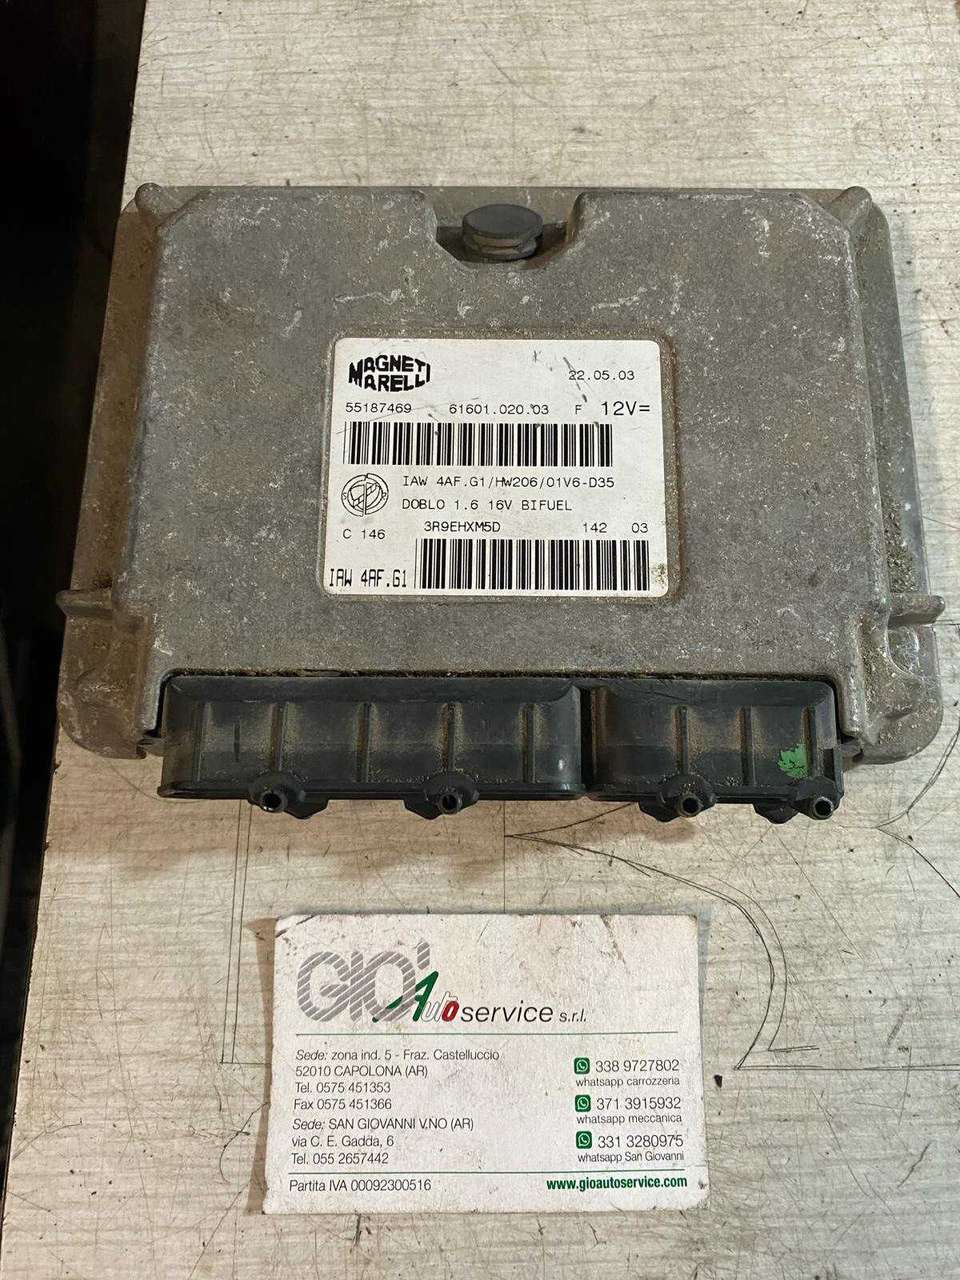 MAGNETI
MARELLI
22.05.03
55187469 61601.020.03 F 12V=
IAW 4AF.G1/HW206/01V6-D35
DOBLO 1.6 16V BIFUEL
C 146 3R9EHXM5D 142 03
IAW 4AF.G1
GIO' Auto service s.r.l.
Sede: zona ind. 5 - Fraz. Castelluccio
52010 CAPOLONA (AR)
Tel. 0575 451353
Fax 0575 451366
Sede: SAN GIOVANNI V.NO (AR)
via C. E. Gadda, 6
Tel. 055 2657442
338 9727802
whatsapp carrozzeria
371 3915932
whatsapp meccanica
331 3280975
whatsapp San Giovanni
Partita IVA 00092300516 www.gioautoservice.com